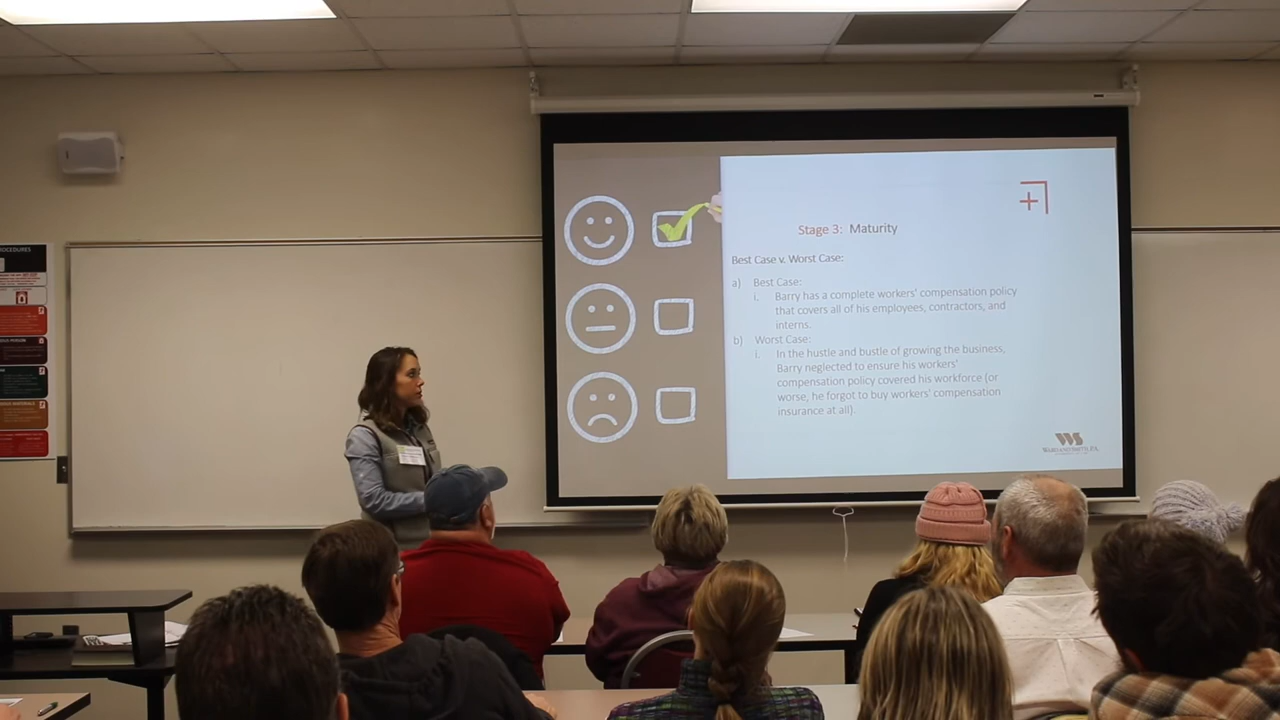 ROCEDURES
Stage 3: Maturity
Best Case v. Worst Case:
a) Best Case:
i. Barry has a complete workers' compensation policy
that covers all of his employees, contractors, and
interns.
b) Worst Case:
i. In the hustle and bustle of growing the business,
Barry neglected to ensure his workers'
compensation policy covered his workforce (or
worse, he forgot to buy workers' compensation
insurance at all).